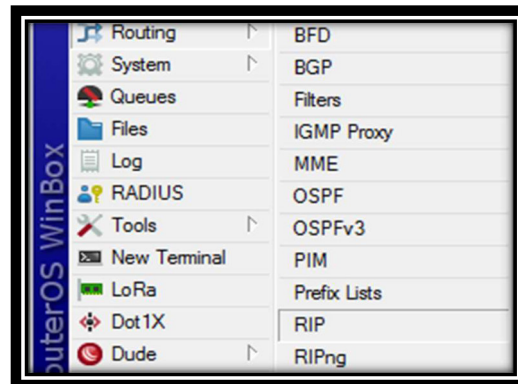 outerOS WinBox
Routing
System
Queues
Files
Log
RADIUS
Tools
New Terminal
LoRa
Dot1X
Dude
BFD
BGP
Filters
IGMP Proxy
MME
OSPF
OSPFv3
PIM
Prefix Lists
RIP
RIPng